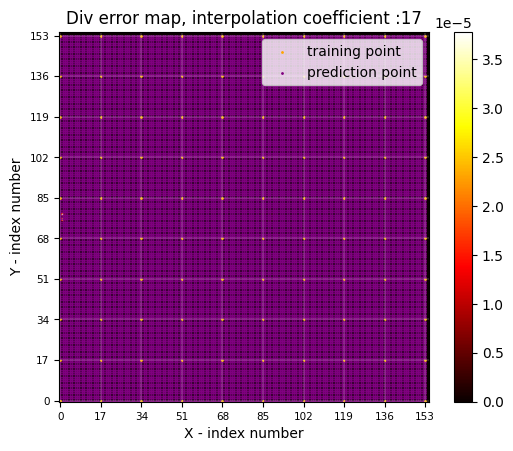 Div error map, interpolation coefficient :17
1e−5
training point
prediction point
153
136
119
102
85
68
51
34
17
0
Y - index number
0 17 34 51 68 85 102 119 136 153
X - index number
3.5
3.0
2.5
2.0
1.5
1.0
0.5
0.0